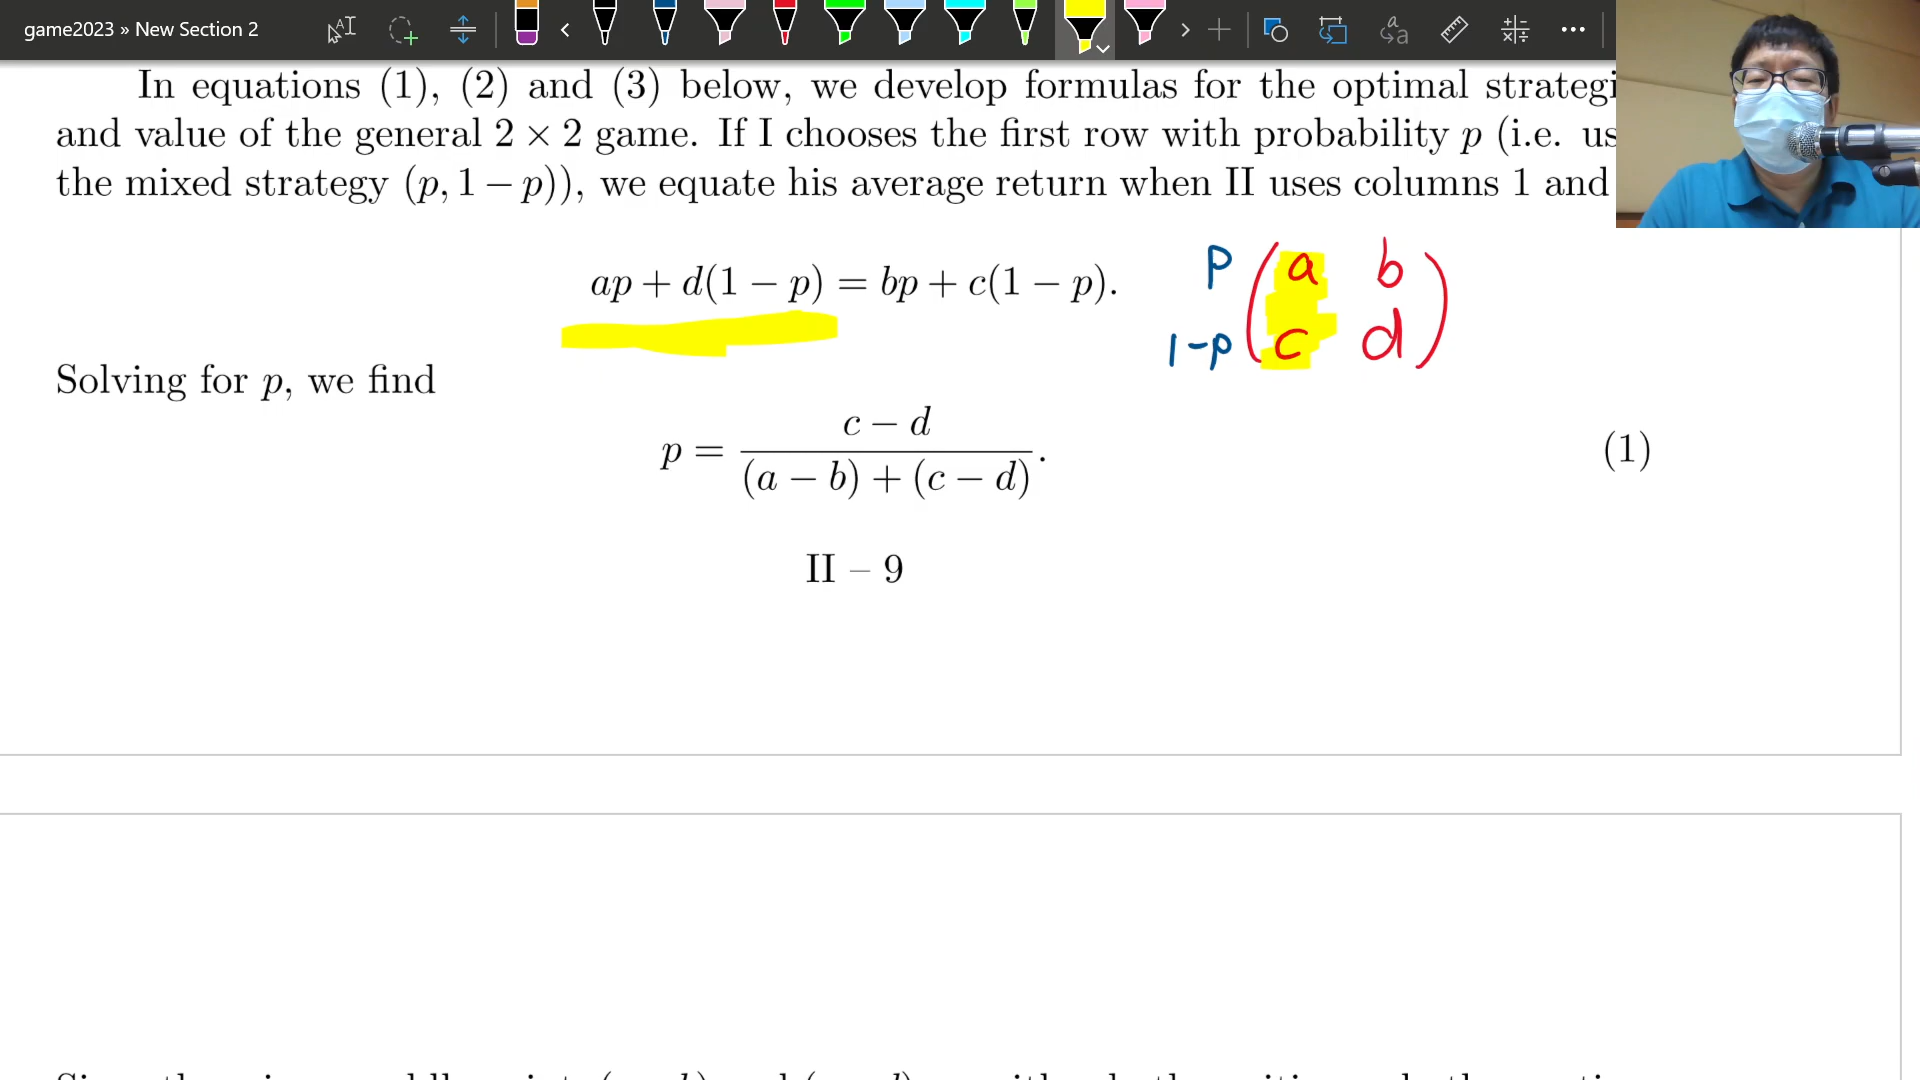 game2023 » New Section 2
In equations (1), (2) and (3) below, we develop formulas for the optimal
and value of the general 2 × 2 game. If I chooses the first row with probability p (i.e.
the mixed strategy (p, 1 − p)), we equate his average return when II uses columns 1 and
ap + d(1 − p) = bp + c(1 − p).
p ( a b
1-p c d )
Solving for p, we find
p = \frac{c − d}{(a − b) + (c − d)}. (1)
II – 9